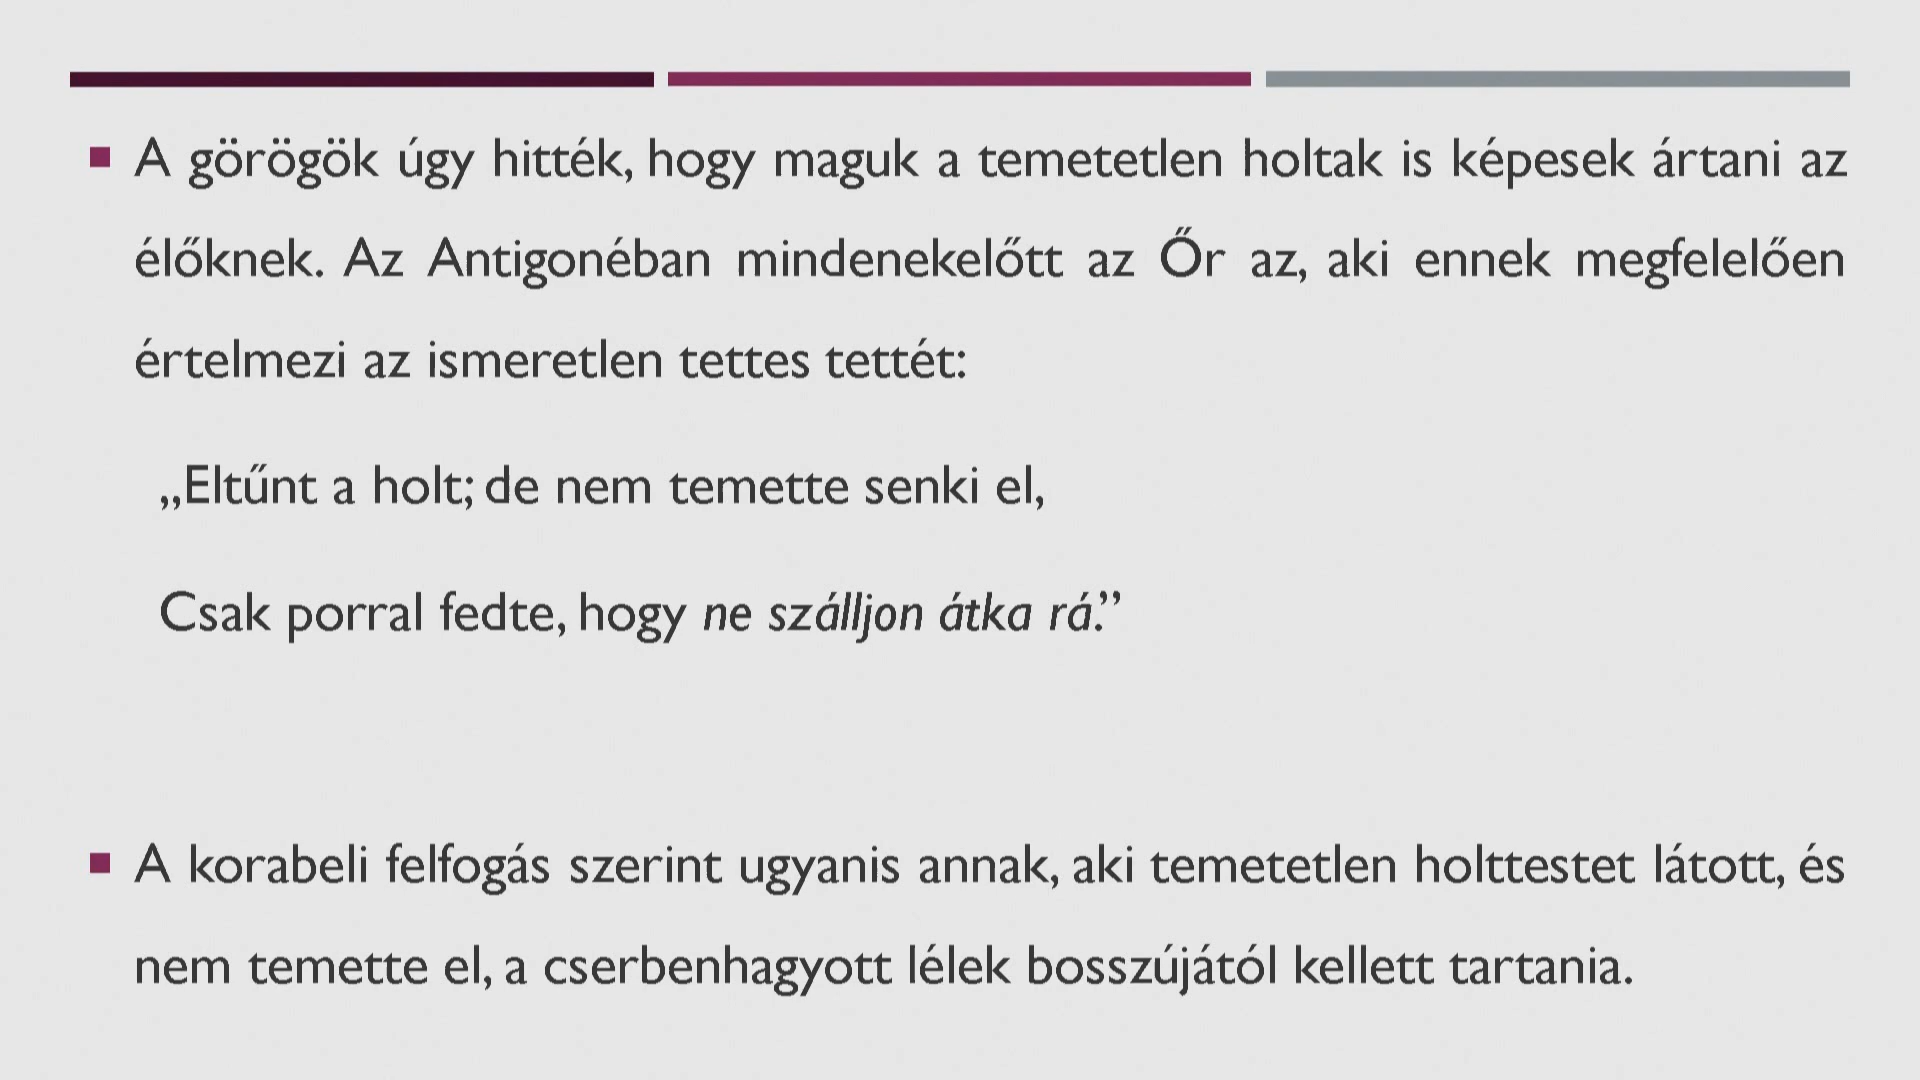 A görögök úgy hitték, hogy maguk a temetetlen holtak is képesek ártani az
élőknek. Az Antigonéban mindenekelőtt az Őr az, aki ennek megfelelően
értelmezi az ismeretlen tettes tettét:
„Eltűnt a holt; de nem temette senki el,
Csak porral fedte, hogy ne szálljon átka rá.”
A korabeli felfogás szerint ugyanis annak, aki temetetlen holttestet látott, és
nem temette el, a cserbenhagyott lélek bosszújától kellett tartania.